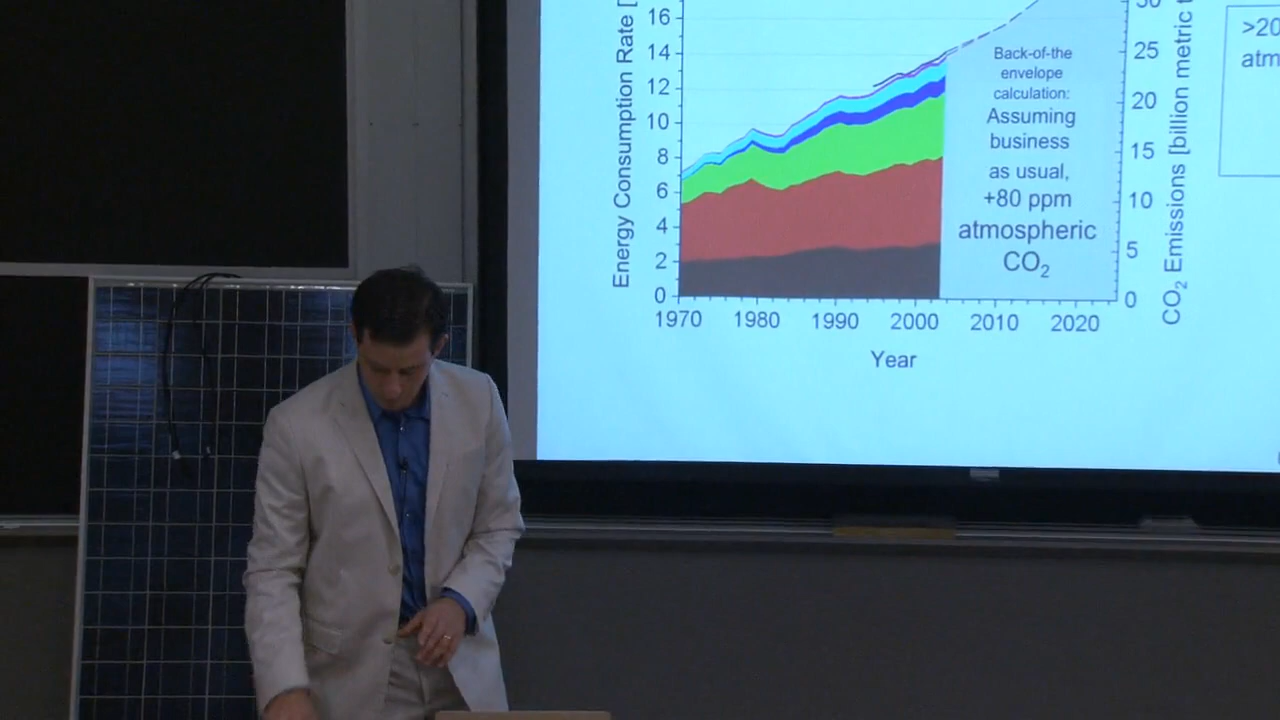 Energy Consumption Rate [
16
14
12
10
8
6
4
2
0
1970 1980 1990 2000 2010 2020
Year
Back-of-the
envelope
calculation:
Assuming
business
as usual,
+80 ppm
atmospheric
CO₂
30
25
20
15
10
5
0
CO₂ Emissions [billion metric t
>20
atm